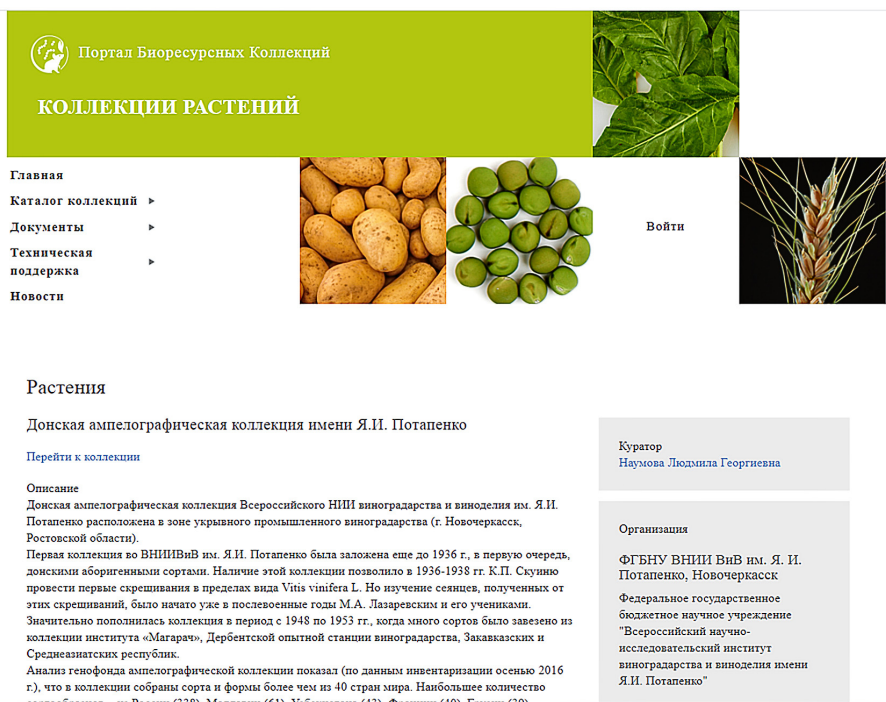 Портал Биоресурсных Коллекций
КОЛЛЕКЦИИ РАСТЕНИЙ
Главная
Каталог коллекций
Документы
Техническая
поддержка
Новости
Войти
Растения
Донская ампелографическая коллекция имени Я.И. Потапенко
Перейти к коллекции
Описание
Донская ампелографическая коллекция Всероссийского НИИ виноградарства и виноделия им. Я.И.
Потапенко расположена в зоне укрывного промышленного виноградарства (г. Новочеркасск,
Ростовской области).
Первая коллекция во ВНИИВиВ им. Я.И. Потапенко была заложена еще до 1936 г., в первую очередь,
донскими аборигенными сортами. Наличие этой коллекции позволило в 1936-1938 гг. К.П. Скуиню
провести первые скрещивания в пределах вида Vitis vinifera L. Но изучение сеянцев, полученных от
этих скрещиваний, было начато уже в послевоенные годы М.А. Лазаревским и его учениками.
Значительно пополнилась коллекция в период с 1948 по 1953 гг., когда много сортов было завезено из
коллекции института «Магарач», Дербентской опытной станции виноградарства, Закавказских и
Среднеазиатских республик.
Анализ генофонда ампелографической коллекции показал (по данным инвентаризации осенью 2016
г.), что в коллекции собраны сорта и формы более чем из 40 стран мира. Наибольшее количество
Куратор
Наумова Людмила Георгиевна
Организация
ФГБНУ ВНИИ ВиВ им. Я. И.
Потапенко, Новочеркасск
Федеральное государственное
бюджетное научное учреждение
"Всероссийский научно-
исследовательский институт
виноградарства и виноделия имени
Я.И. Потапенко"